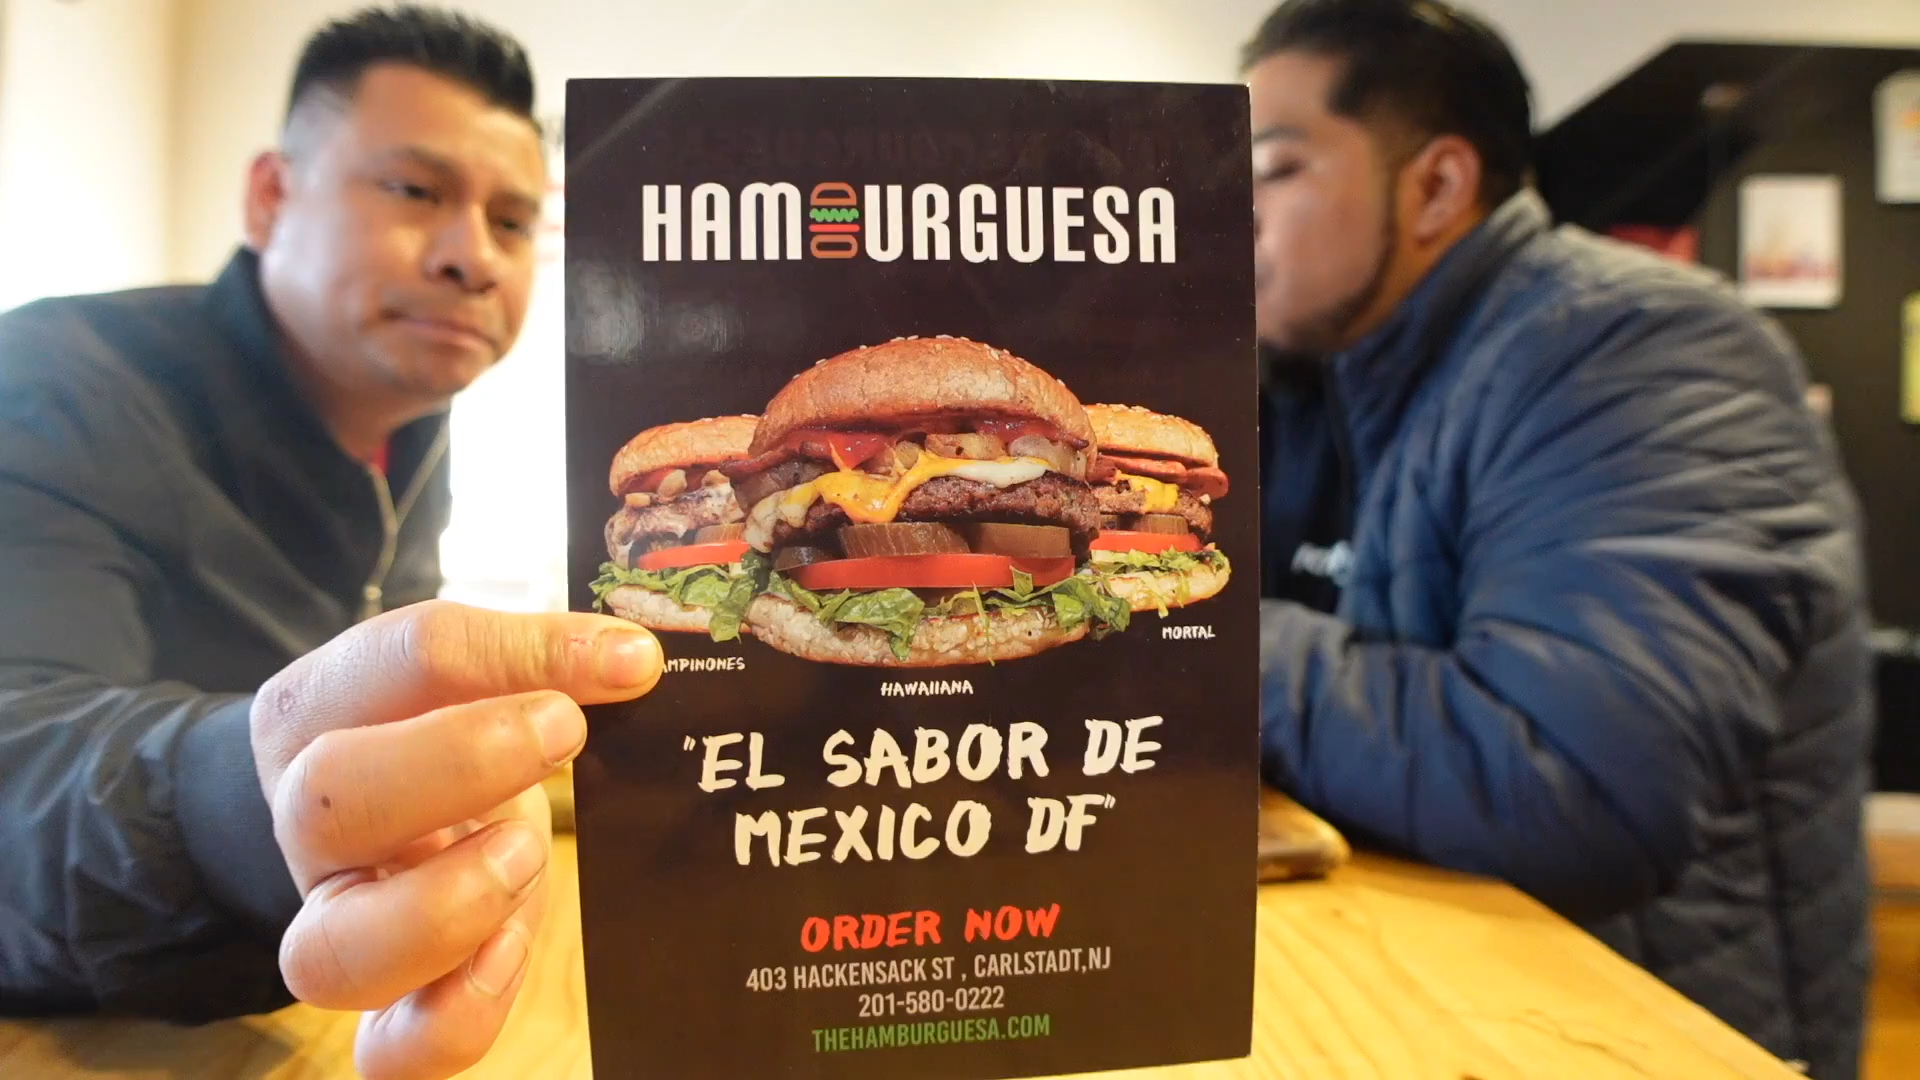 HAMBURGUESA
MORTAL
AMPINONES
HAWAIIANA
"EL SABOR DE
MEXICO DF"
ORDER NOW
403 HACKENSACK ST , CARLSTADT,NJ
201-580-0222
THEHAMBURGUESA.COM